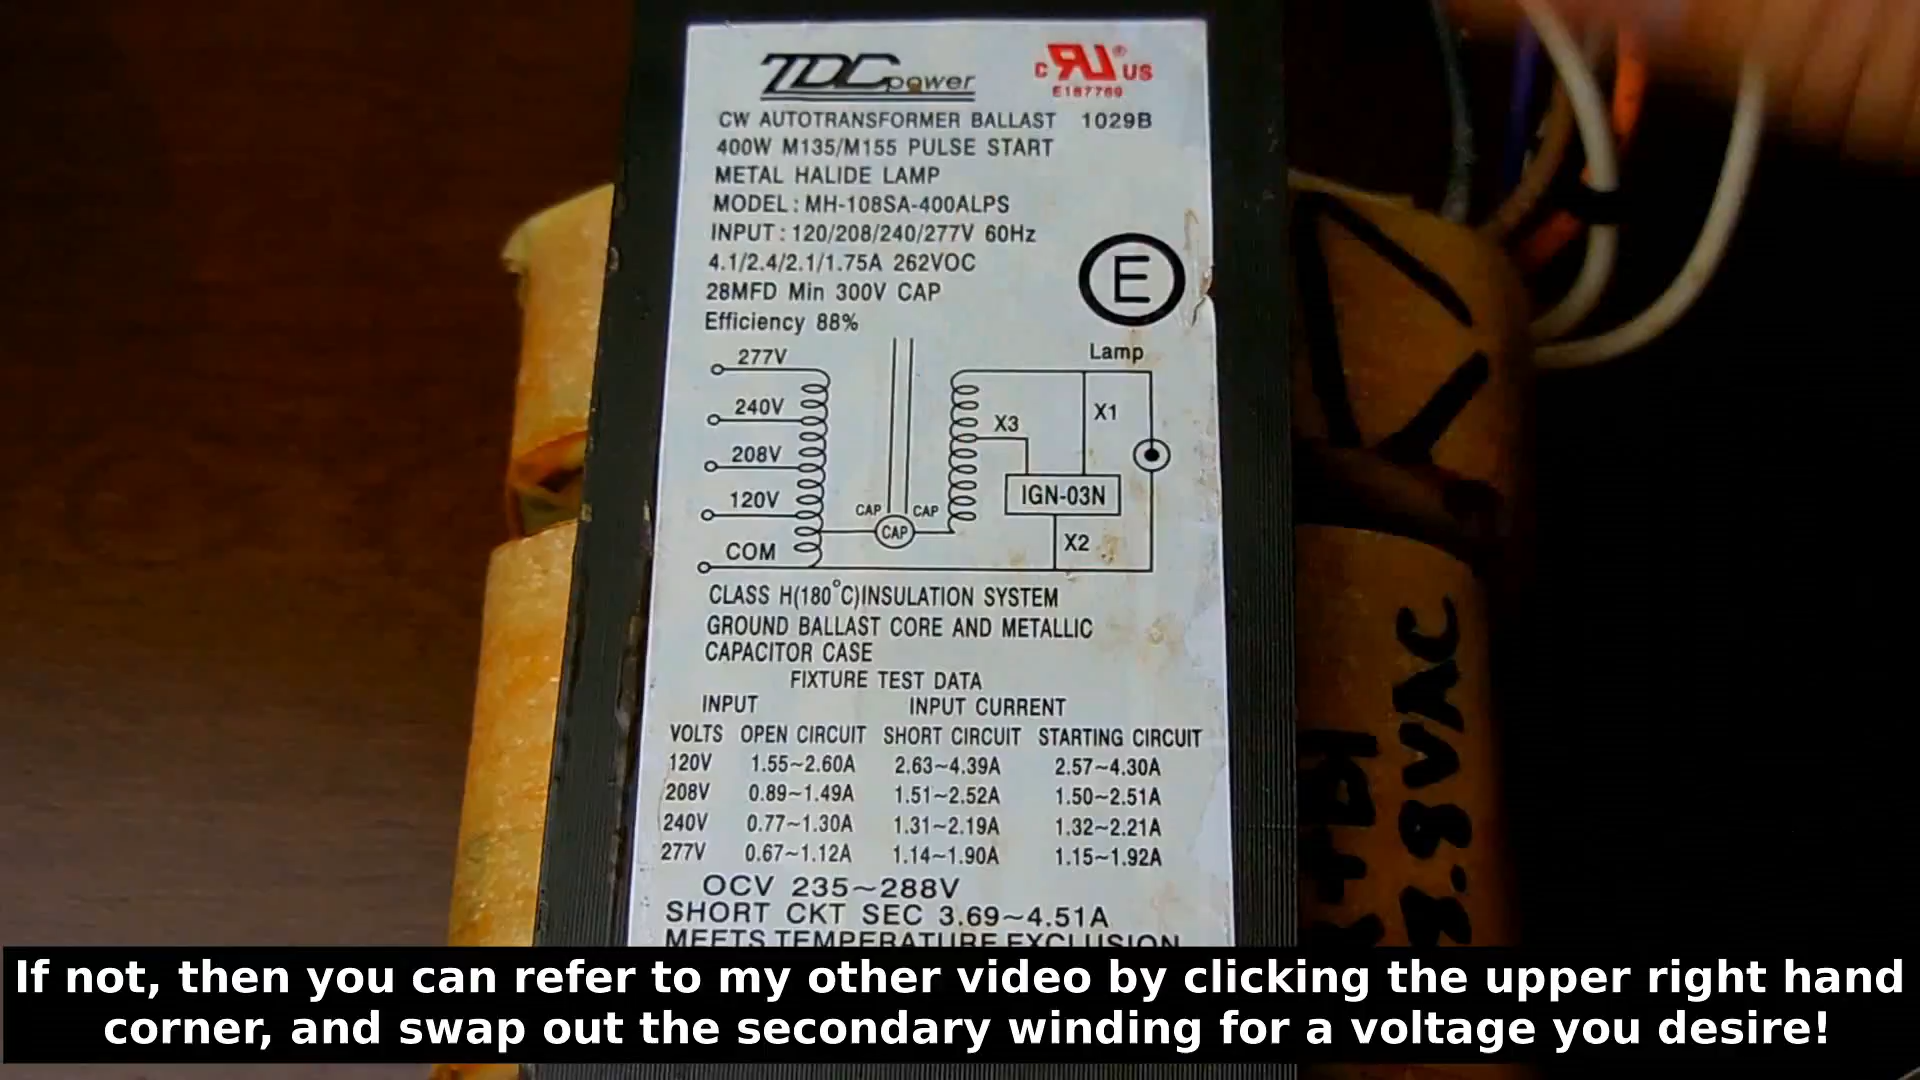 TDC power
c RU ® US
E187769
CW AUTOTRANSFORMER BALLAST 1029B
400W M135/M155 PULSE START
METAL HALIDE LAMP
MODEL : MH-108SA-400ALPS
INPUT : 120/208/240/277V 60Hz
4.1/2.4/2.1/1.75A 262VOC
28MFD Min 300V CAP
Efficiency 88%
E
277V
Lamp
240V
X1
X3
208V
120V
IGN-03N
CAP
CAP
CAP
COM
X2
CLASS H(180°C)INSULATION SYSTEM
GROUND BALLAST CORE AND METALLIC
CAPACITOR CASE
FIXTURE TEST DATA
INPUT INPUT CURRENT
VOLTS OPEN CIRCUIT SHORT CIRCUIT STARTING CIRCUIT
120V 1.55~2.60A 2.63~4.39A 2.57~4.30A
208V 0.89~1.49A 1.51~2.52A 1.50~2.51A
240V 0.77~1.30A 1.31~2.19A 1.32~2.21A
277V 0.67~1.12A 1.14~1.90A 1.15~1.92A
OCV 235~288V
SHORT CKT SEC 3.69~4.51A
MEETS TEMPERATURE EXCLUSION
.8VAC
If not, then you can refer to my other video by clicking the upper right hand
corner, and swap out the secondary winding for a voltage you desire!